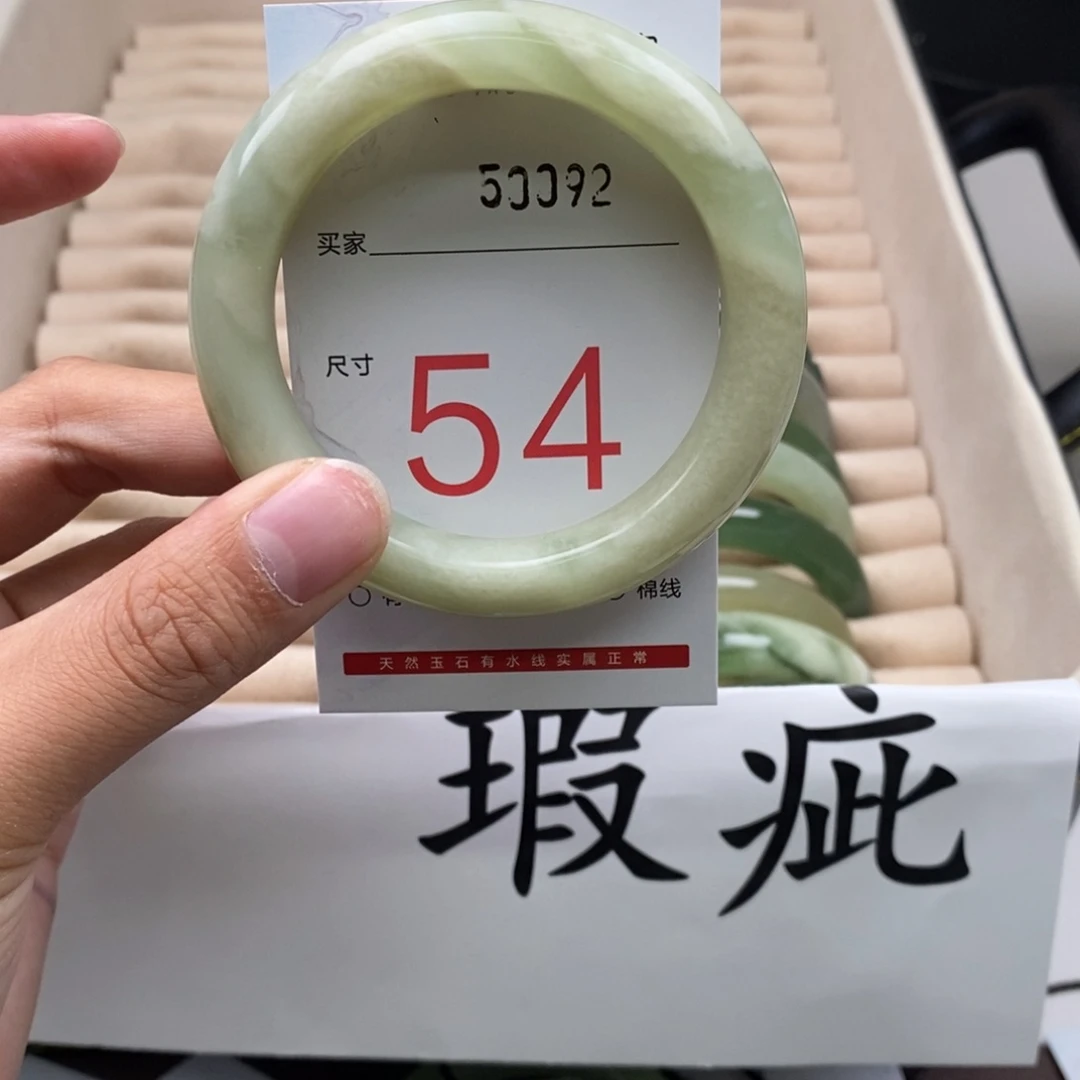 50092
买家
尺寸
54
棉线
天然玉石有水线实属正常
瑕疵